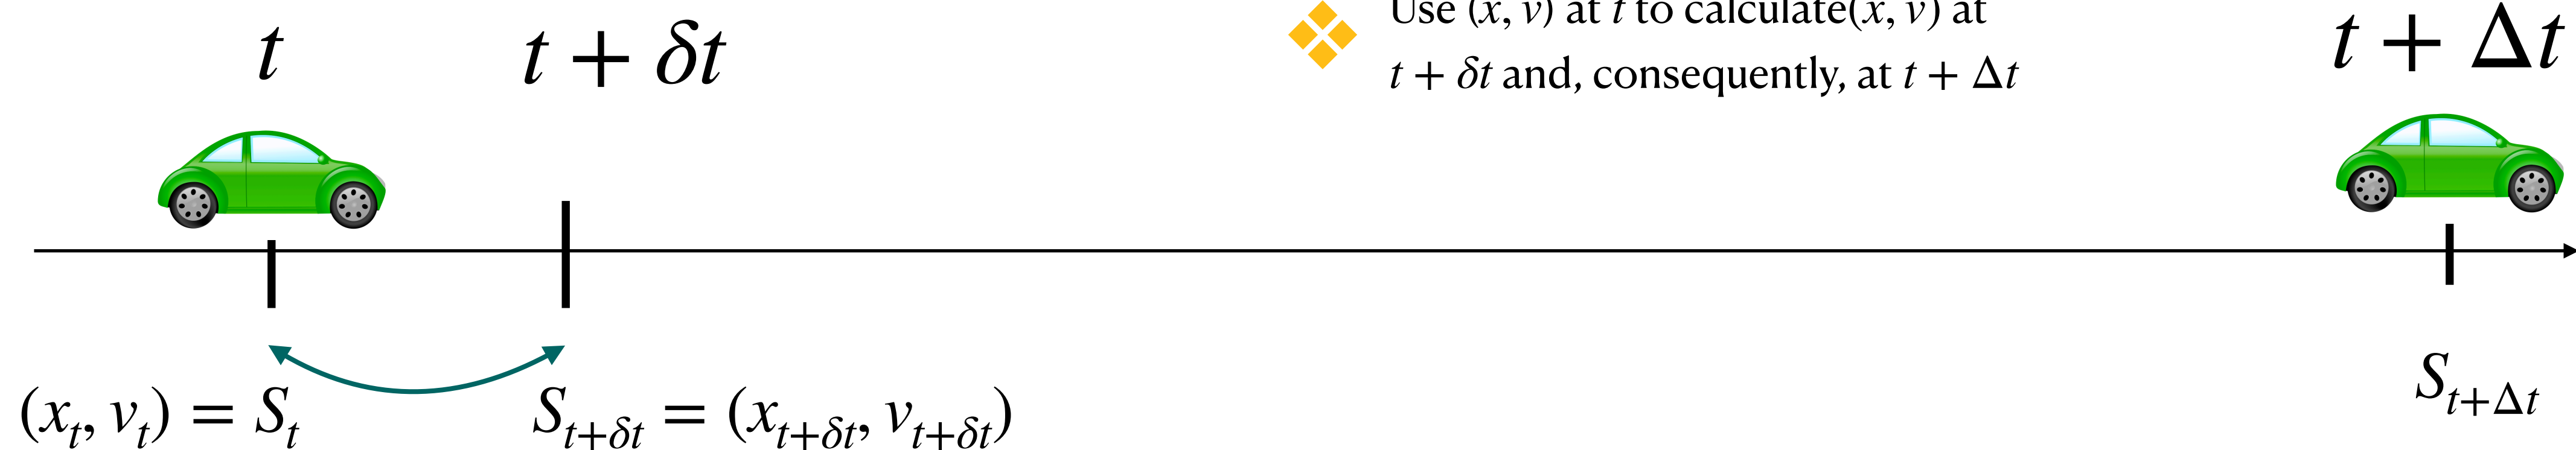 t
t + δt
Use (x, v) at t to calculate(x, v) at
t + δt and, consequently, at t + Δt
t + Δt
(x_t, v_t) = S_t
S_{t+δt} = (x_{t+δt}, v_{t+δt})
S_{t+Δt}